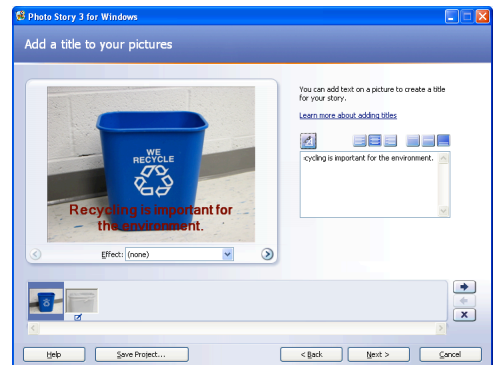 Photo Story 3 for Windows
Add a title to your pictures
You can add text on a picture to create a title
for your story.
Learn more about adding titles
cycling is important for the environment.
WE
RECYCLE
Recycling is important for
the environment.
Effect: (none)
Help
Save Project...
< Back
Next >
Cancel